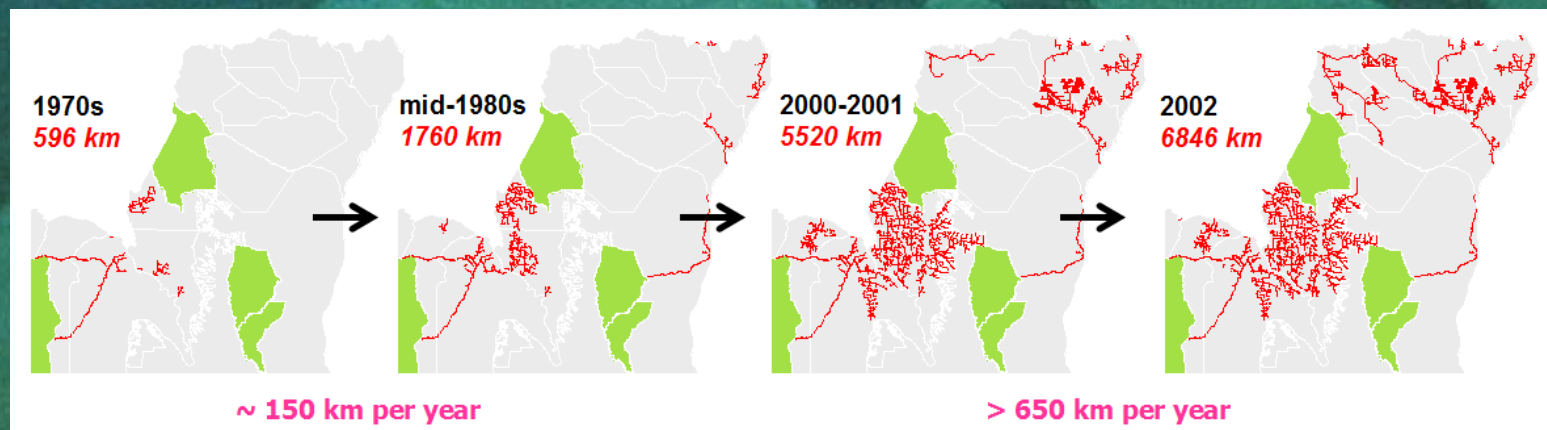 1970s
596 km
mid-1980s
1760 km
2000-2001
5520 km
2002
6846 km
~ 150 km per year
> 650 km per year